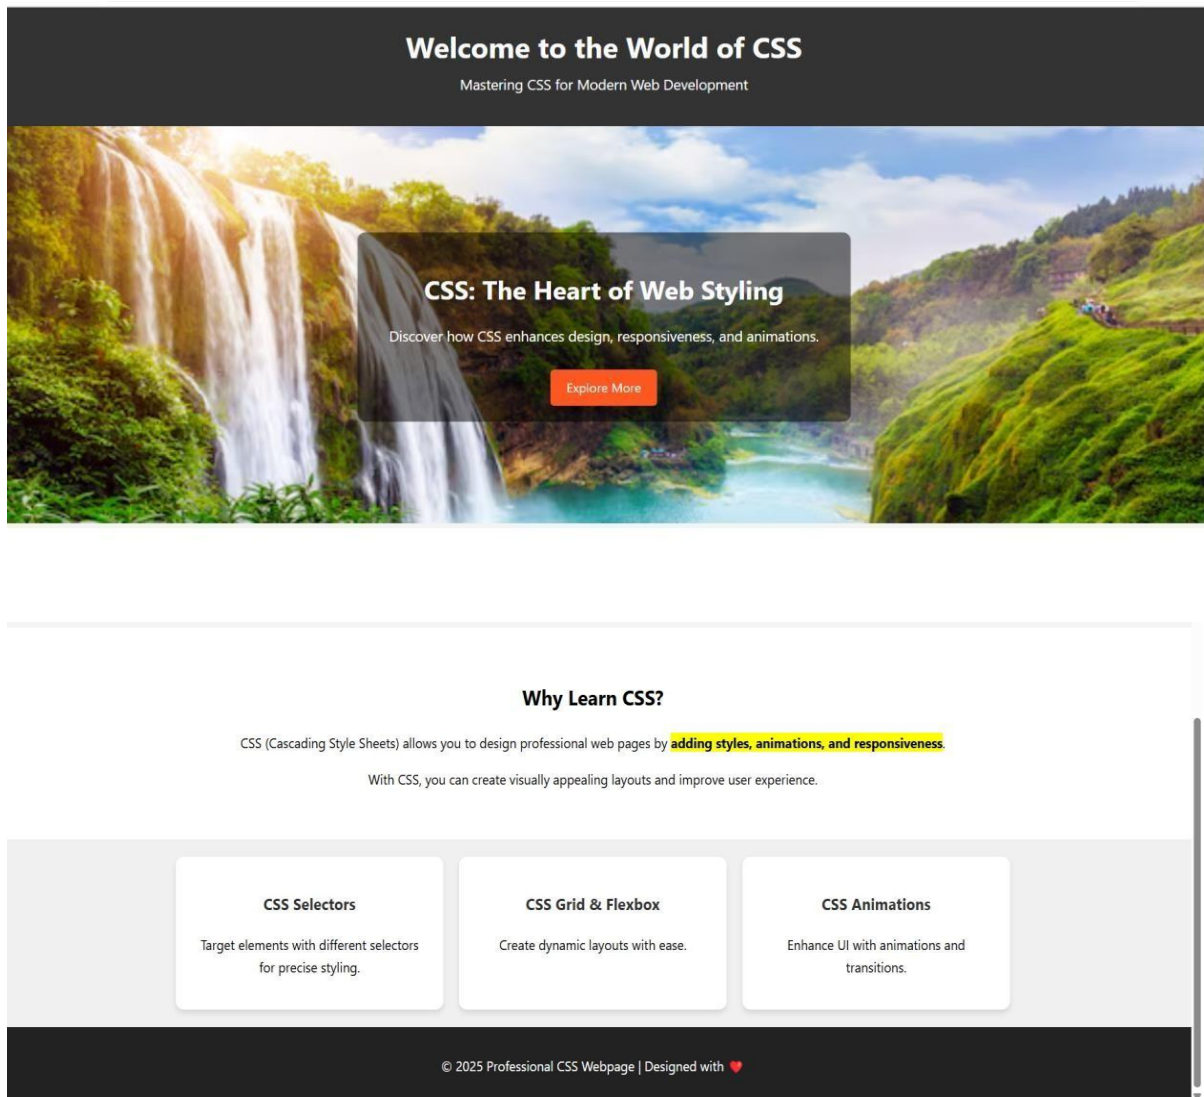 Welcome to the World of CSS
Mastering CSS for Modern Web Development
CSS: The Heart of Web Styling
Discover how CSS enhances design, responsiveness, and animations.
Explore More
Why Learn CSS?
CSS (Cascading Style Sheets) allows you to design professional web pages by adding styles, animations, and responsiveness.
With CSS, you can create visually appealing layouts and improve user experience.
CSS Selectors
Target elements with different selectors
for precise styling.
CSS Grid & Flexbox
Create dynamic layouts with ease.
CSS Animations
Enhance UI with animations and
transitions.
© 2025 Professional CSS Webpage | Designed with ❤️